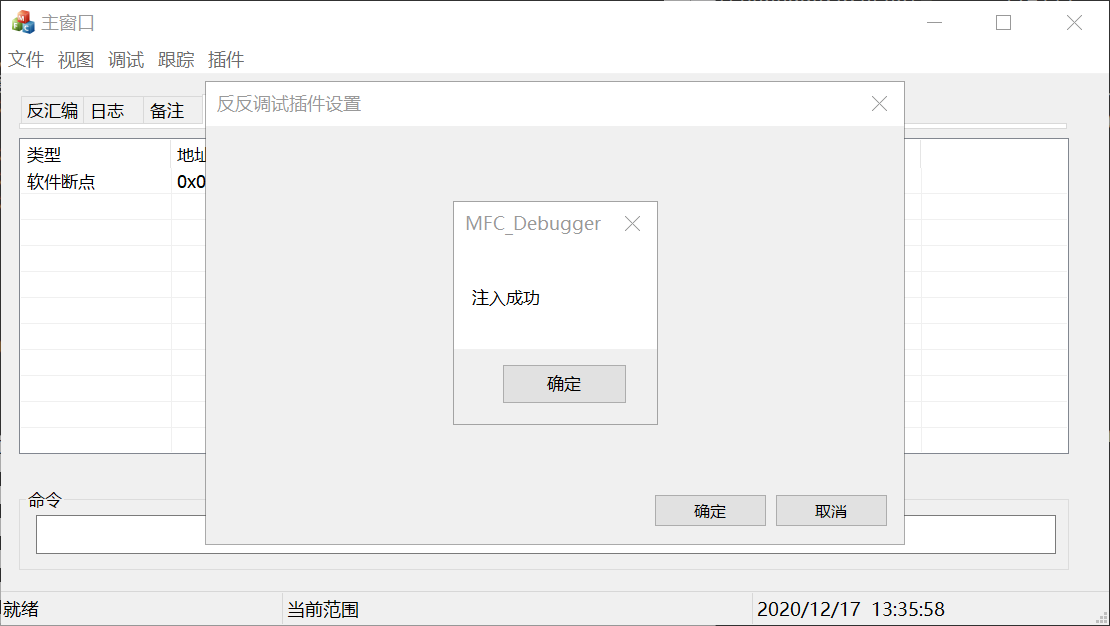 主窗口
文件 视图 调试 跟踪 插件
反汇编 日志 备注
反反调试插件设置
类型 地址
软件断点 0x0
MFC_Debugger
注入成功
确定
命令
确定 取消
就绪 当前范围 2020/12/17 13:35:58